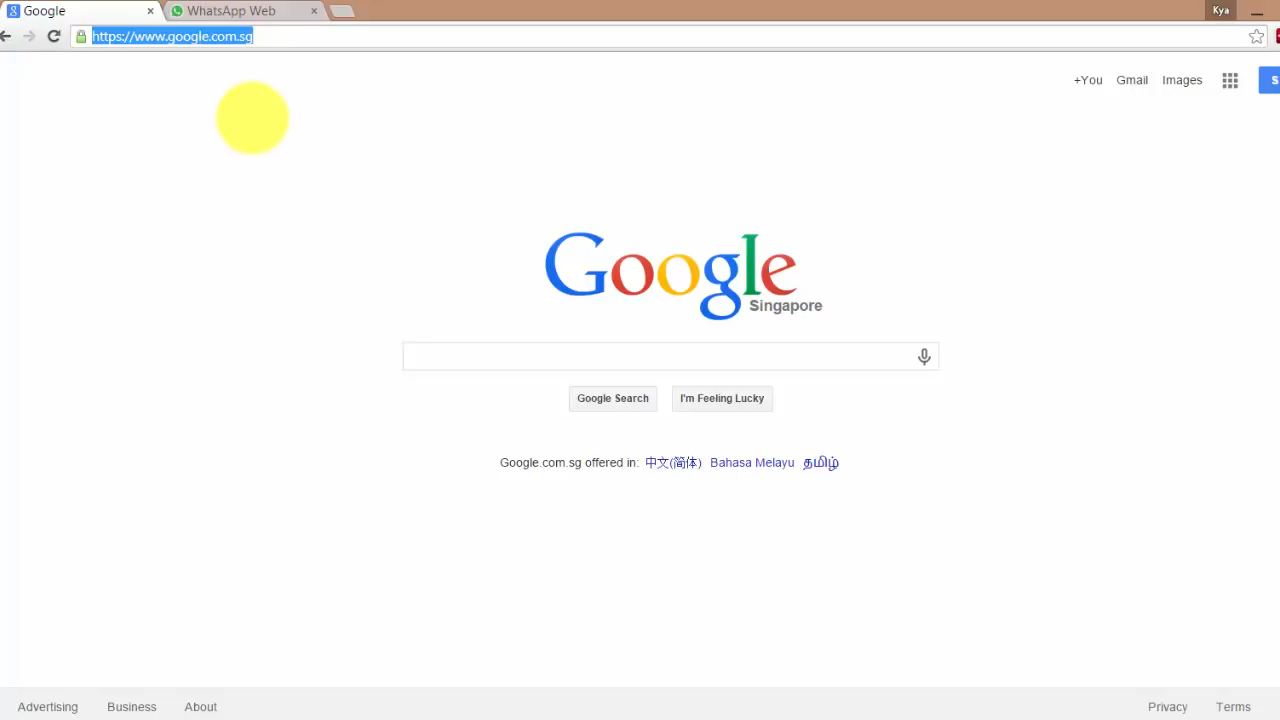 Google
WhatsApp Web
Kya
https://www.google.com.sg
+You
Gmail
Images
S
Google
Singapore
Google Search
I'm Feeling Lucky
Google.com.sg offered in: 中文(简体) Bahasa Melayu தமிழ்
Advertising
Business
About
Privacy
Terms